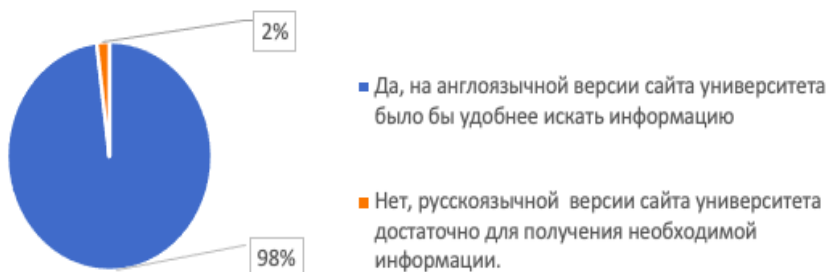 2%
Да, на англоязычной версии сайта университета
было бы удобнее искать информацию
Нет, русскоязычной версии сайта университета
достаточно для получения необходимой
информации.
98%